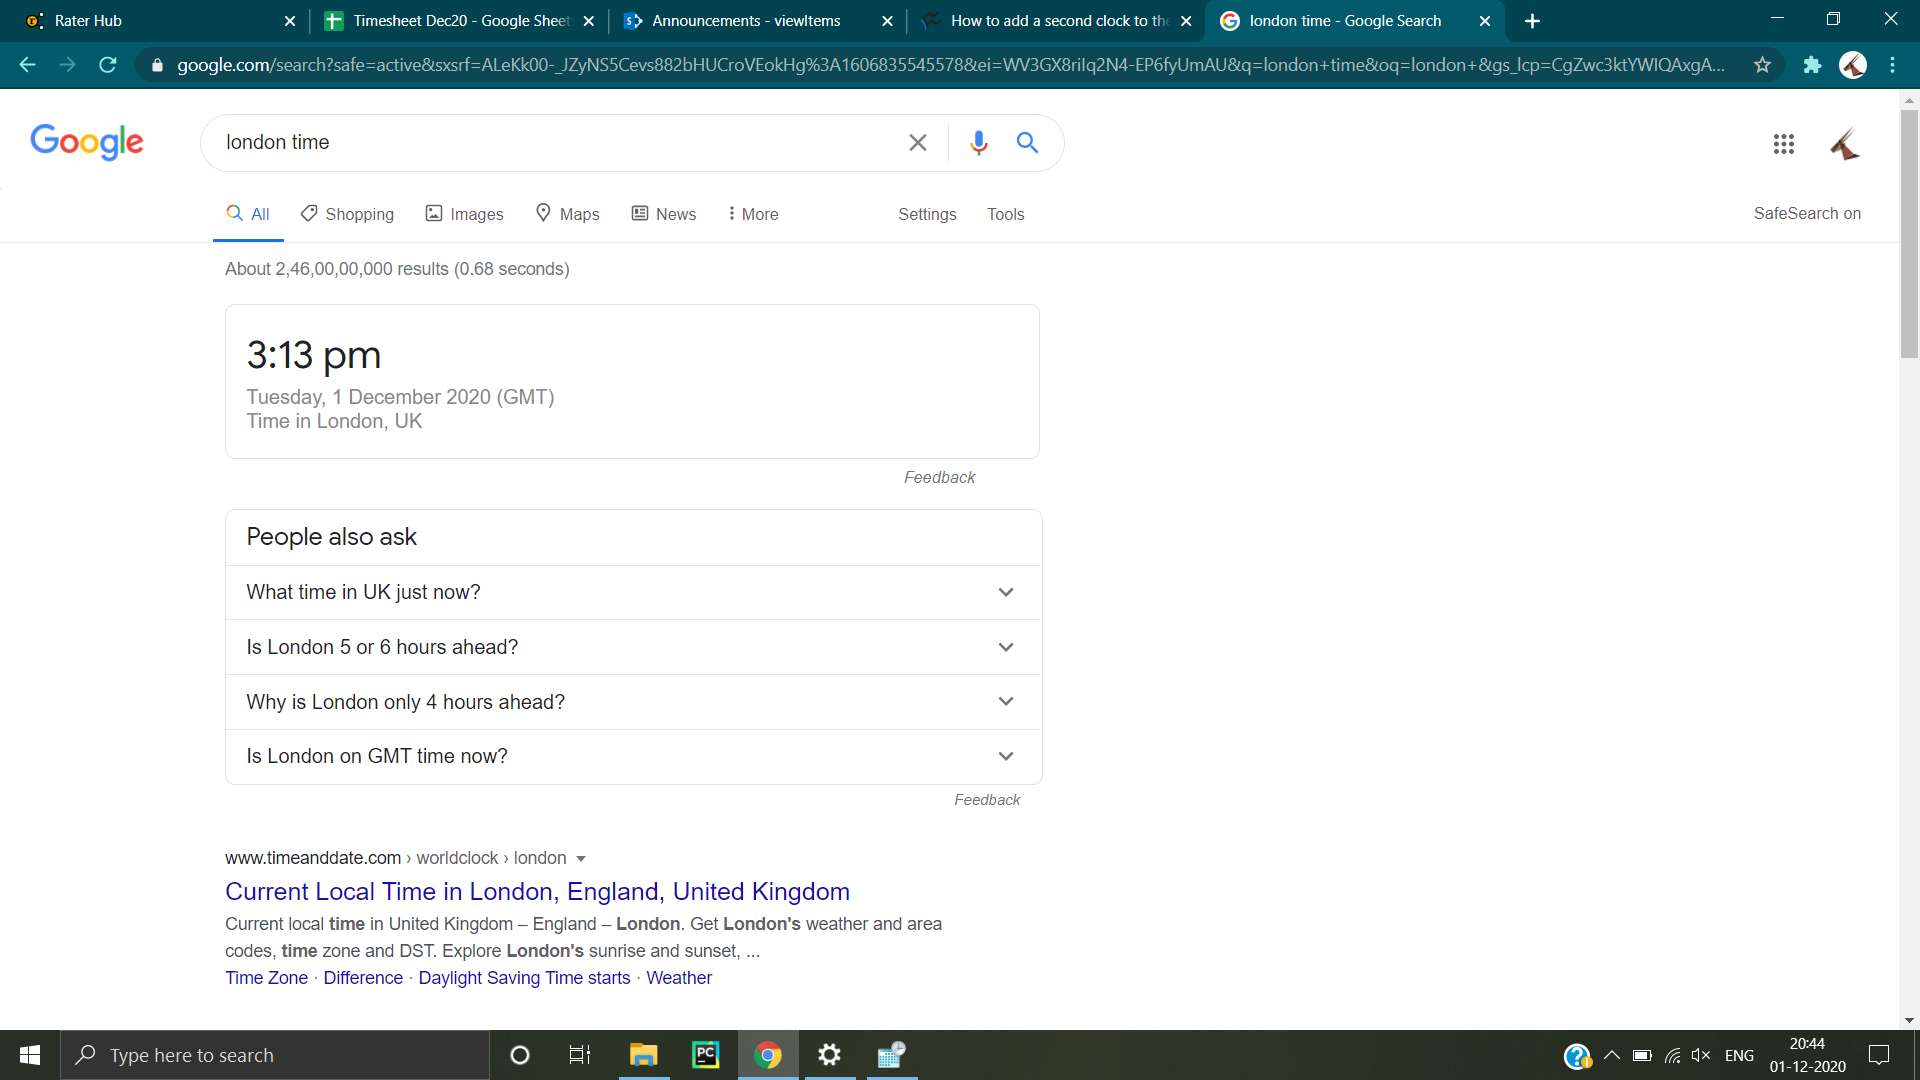 Rater Hub
Timesheet Dec20 - Google Sheet
Announcements - viewItems
How to add a second clock to the
london time - Google Search
google.com/search?safe=active&sxsrf=ALeKk00-_JZyNS5Cevs882bHUCroVEokHg%3A1606835545578&ei=WV3GX8riIq2N4-EP6fyUmAU&q=london+time&oq=london+&gs_lcp=CgZwc3ktYWIQAxgA...
Google
london time
All
Shopping
Images
Maps
News
More
Settings
Tools
SafeSearch on
About 2,46,00,00,000 results (0.68 seconds)
3:13 pm
Tuesday, 1 December 2020 (GMT)
Time in London, UK
Feedback
People also ask
What time in UK just now?
Is London 5 or 6 hours ahead?
Why is London only 4 hours ahead?
Is London on GMT time now?
Feedback
www.timeanddate.com › worldclock › london
Current Local Time in London, England, United Kingdom
Current local time in United Kingdom – England – London. Get London's weather and area
codes, time zone and DST. Explore London's sunrise and sunset, ...
Time Zone · Difference · Daylight Saving Time starts · Weather
Type here to search
PC
ENG
20:44
01-12-2020